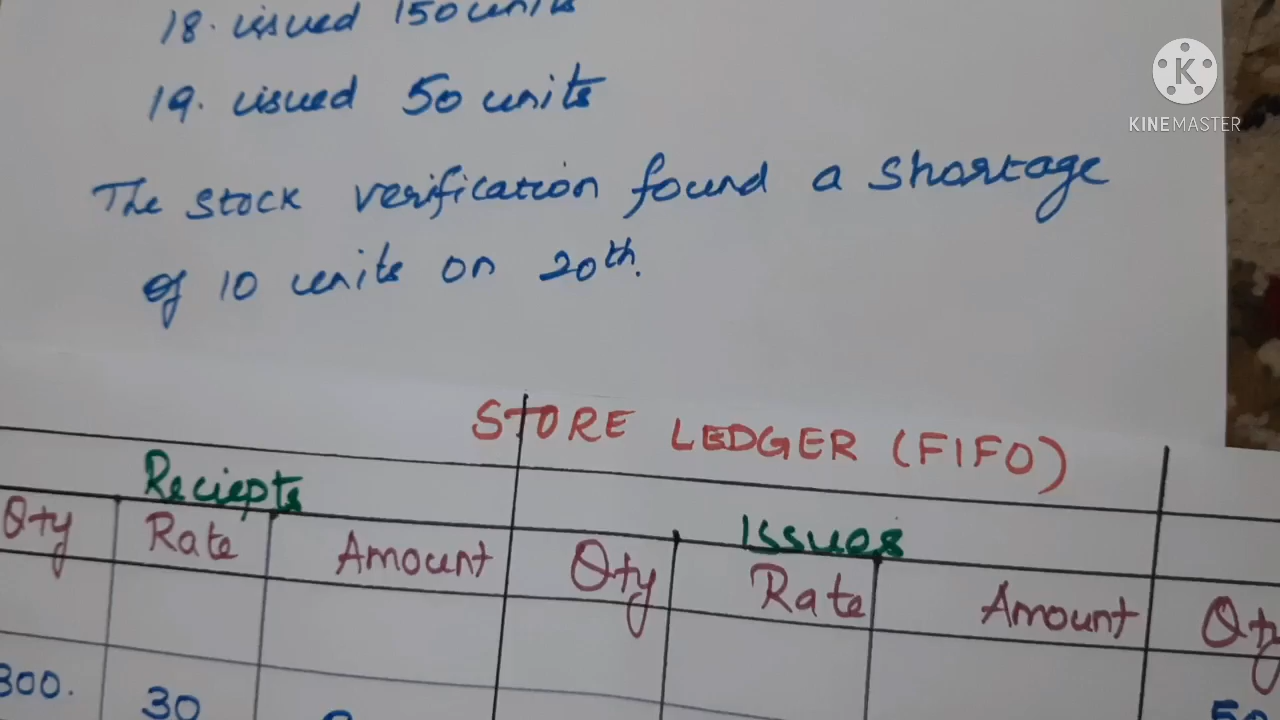 18. issued 150 units
19. issued 50 units
K
KINEMASTER
The stock verification found a shortage
of 10 units on 20th.
STORE LEDGER (FIFO)
Reciepts
Issues
Qty Rate Amount Qty Rate Amount Qty
300. 30